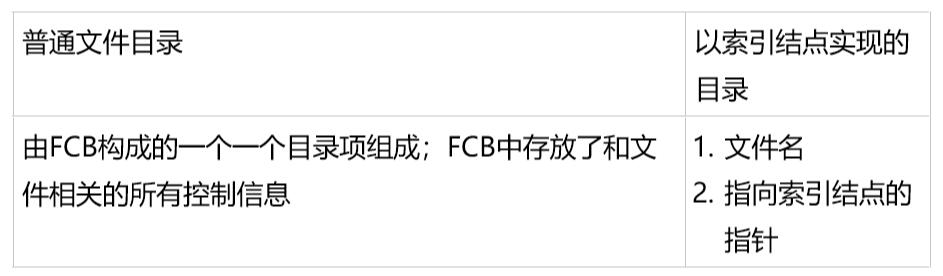 普通文件目录
以索引结点实现的
目录
由FCB构成的一个一个目录项组成；FCB中存放了和文
件相关的所有控制信息
1. 文件名
2. 指向索引结点的
指针